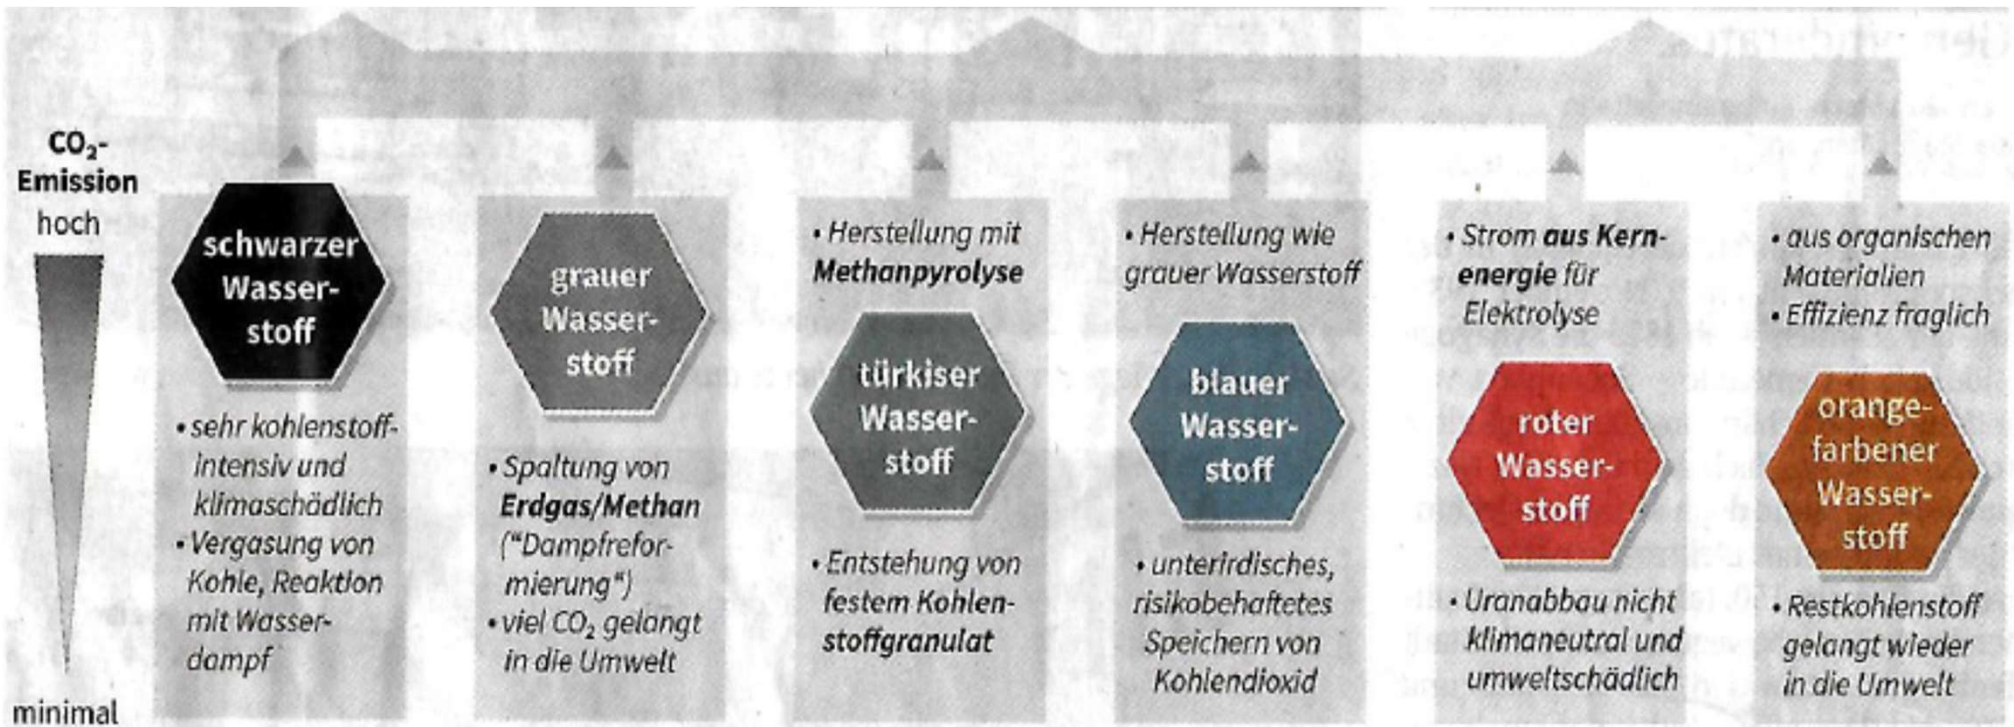 CO₂-
Emission
hoch
minimal
schwarzer
Wasser-
stoff
• sehr kohlenstoff-
intensiv und
klimaschädlich
• Vergasung von
Kohle, Reaktion
mit Wasser-
dampf
grauer
Wasser-
stoff
• Spaltung von
Erdgas/Methan
("Dampfrefor-
mierung")
• viel CO₂ gelangt
in die Umwelt
• Herstellung mit
Methanpyrolyse
türkiser
Wasser-
stoff
• Entstehung von
festem Kohlen-
stoffgranulat
• Herstellung wie
grauer Wasserstoff
blauer
Wasser-
stoff
• unterirdisches,
risikobehaftetes
Speichern von
Kohlendioxid
• Strom aus Kern-
energie für
Elektrolyse
roter
Wasser-
stoff
• Uranabbau nicht
klimaneutral und
umweltschädlich
• aus organischen
Materialien
• Effizienz fraglich
orange-
farbener
Wasser-
stoff
• Restkohlenstoff
gelangt wieder
in die Umwelt